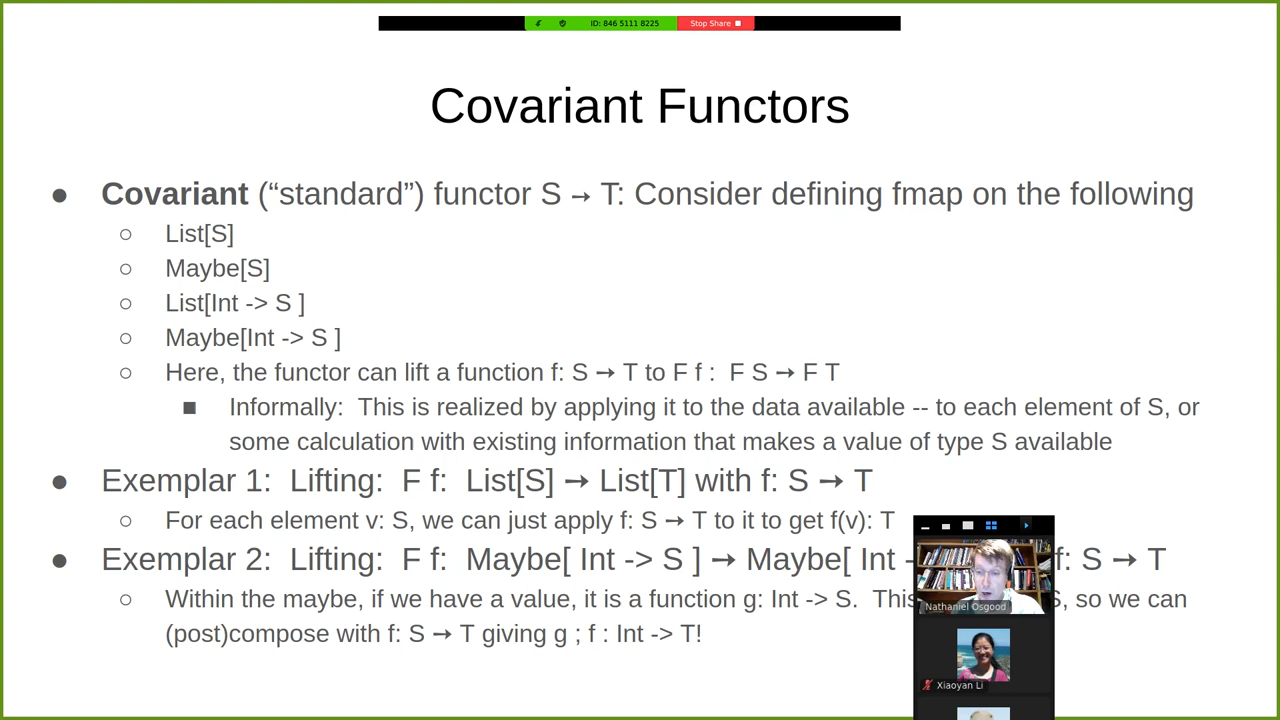 ID: 846 5111 8225 Stop Share
Covariant Functors
● Covariant (“standard”) functor S → T: Consider defining fmap on the following
○ List[S]
○ Maybe[S]
○ List[Int -> S ]
○ Maybe[Int -> S ]
○ Here, the functor can lift a function f: S → T to F f : F S → F T
■ Informally: This is realized by applying it to the data available -- to each element of S, or
some calculation with existing information that makes a value of type S available
● Exemplar 1: Lifting: F f: List[S] → List[T] with f: S → T
○ For each element v: S, we can just apply f: S → T to it to get f(v): T
● Exemplar 2: Lifting: F f: Maybe[ Int -> S ] → Maybe[ Int - f: S → T
○ Within the maybe, if we have a value, it is a function g: Int -> S. This S, so we can
(post)compose with f: S → T giving g ; f : Int -> T!
Nathaniel Osgood
Xiaoyan Li